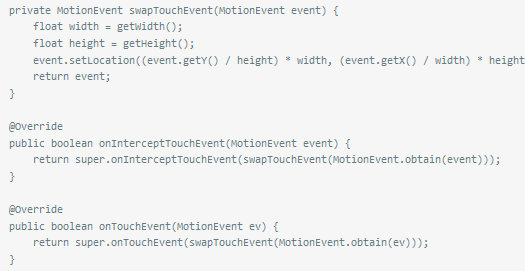 private MotionEvent swapTouchEvent(MotionEvent event) {
    float width = getWidth();
    float height = getHeight();
    event.setLocation((event.getY() / height) * width, (event.getX() / width) * height
    return event;
}

@Override
public boolean onInterceptTouchEvent(MotionEvent event) {
    return super.onInterceptTouchEvent(swapTouchEvent(MotionEvent.obtain(event)));
}

@Override
public boolean onTouchEvent(MotionEvent ev) {
    return super.onTouchEvent(swapTouchEvent(MotionEvent.obtain(ev)));
}